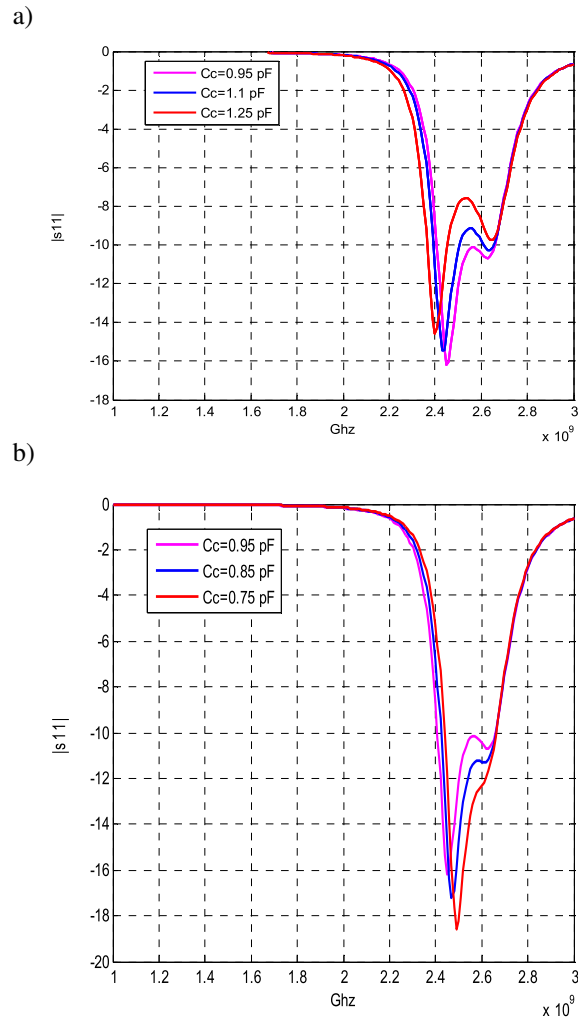 a)
0
-2
-4
-6
-8
-10
-12
-14
-16
-18
|s11|
Cc=0.95 pF
Cc=1.1 pF
Cc=1.25 pF
1 1.2 1.4 1.6 1.8 2 2.2 2.4 2.6 2.8 3
Ghz
x 10^9
b)
0
-2
-4
-6
-8
-10
-12
-14
-16
-18
-20
|s11|
Cc=0.95 pF
Cc=0.85 pF
Cc=0.75 pF
1 1.2 1.4 1.6 1.8 2 2.2 2.4 2.6 2.8 3
Ghz
x 10^9